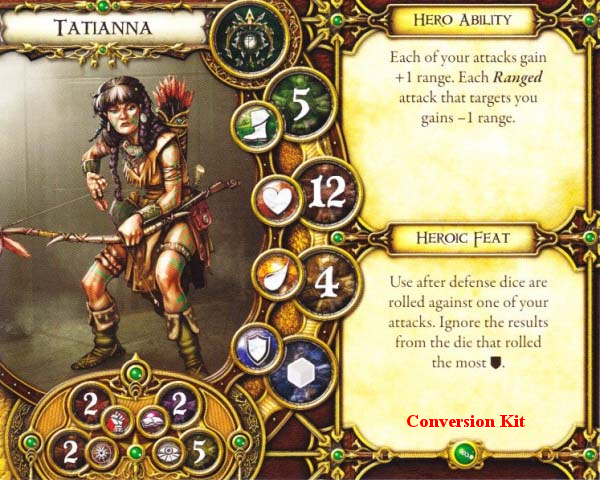 Tatianna
5
12
4
2
2
2
5
Hero Ability
Each of your attacks gain
+1 range. Each Ranged
attack that targets you
gains −1 range.
Heroic Feat
Use after defense dice are
rolled against one of your
attacks. Ignore the results
from the die that rolled
the most .
Conversion Kit